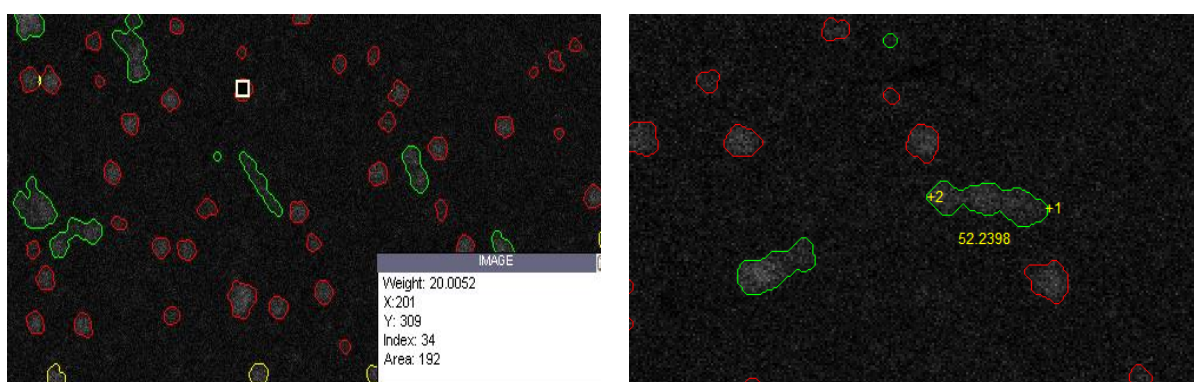 IMAGE
Weight: 20.0052
X:201
Y: 309
Index: 34
Area: 192
+2
+1
52.2398